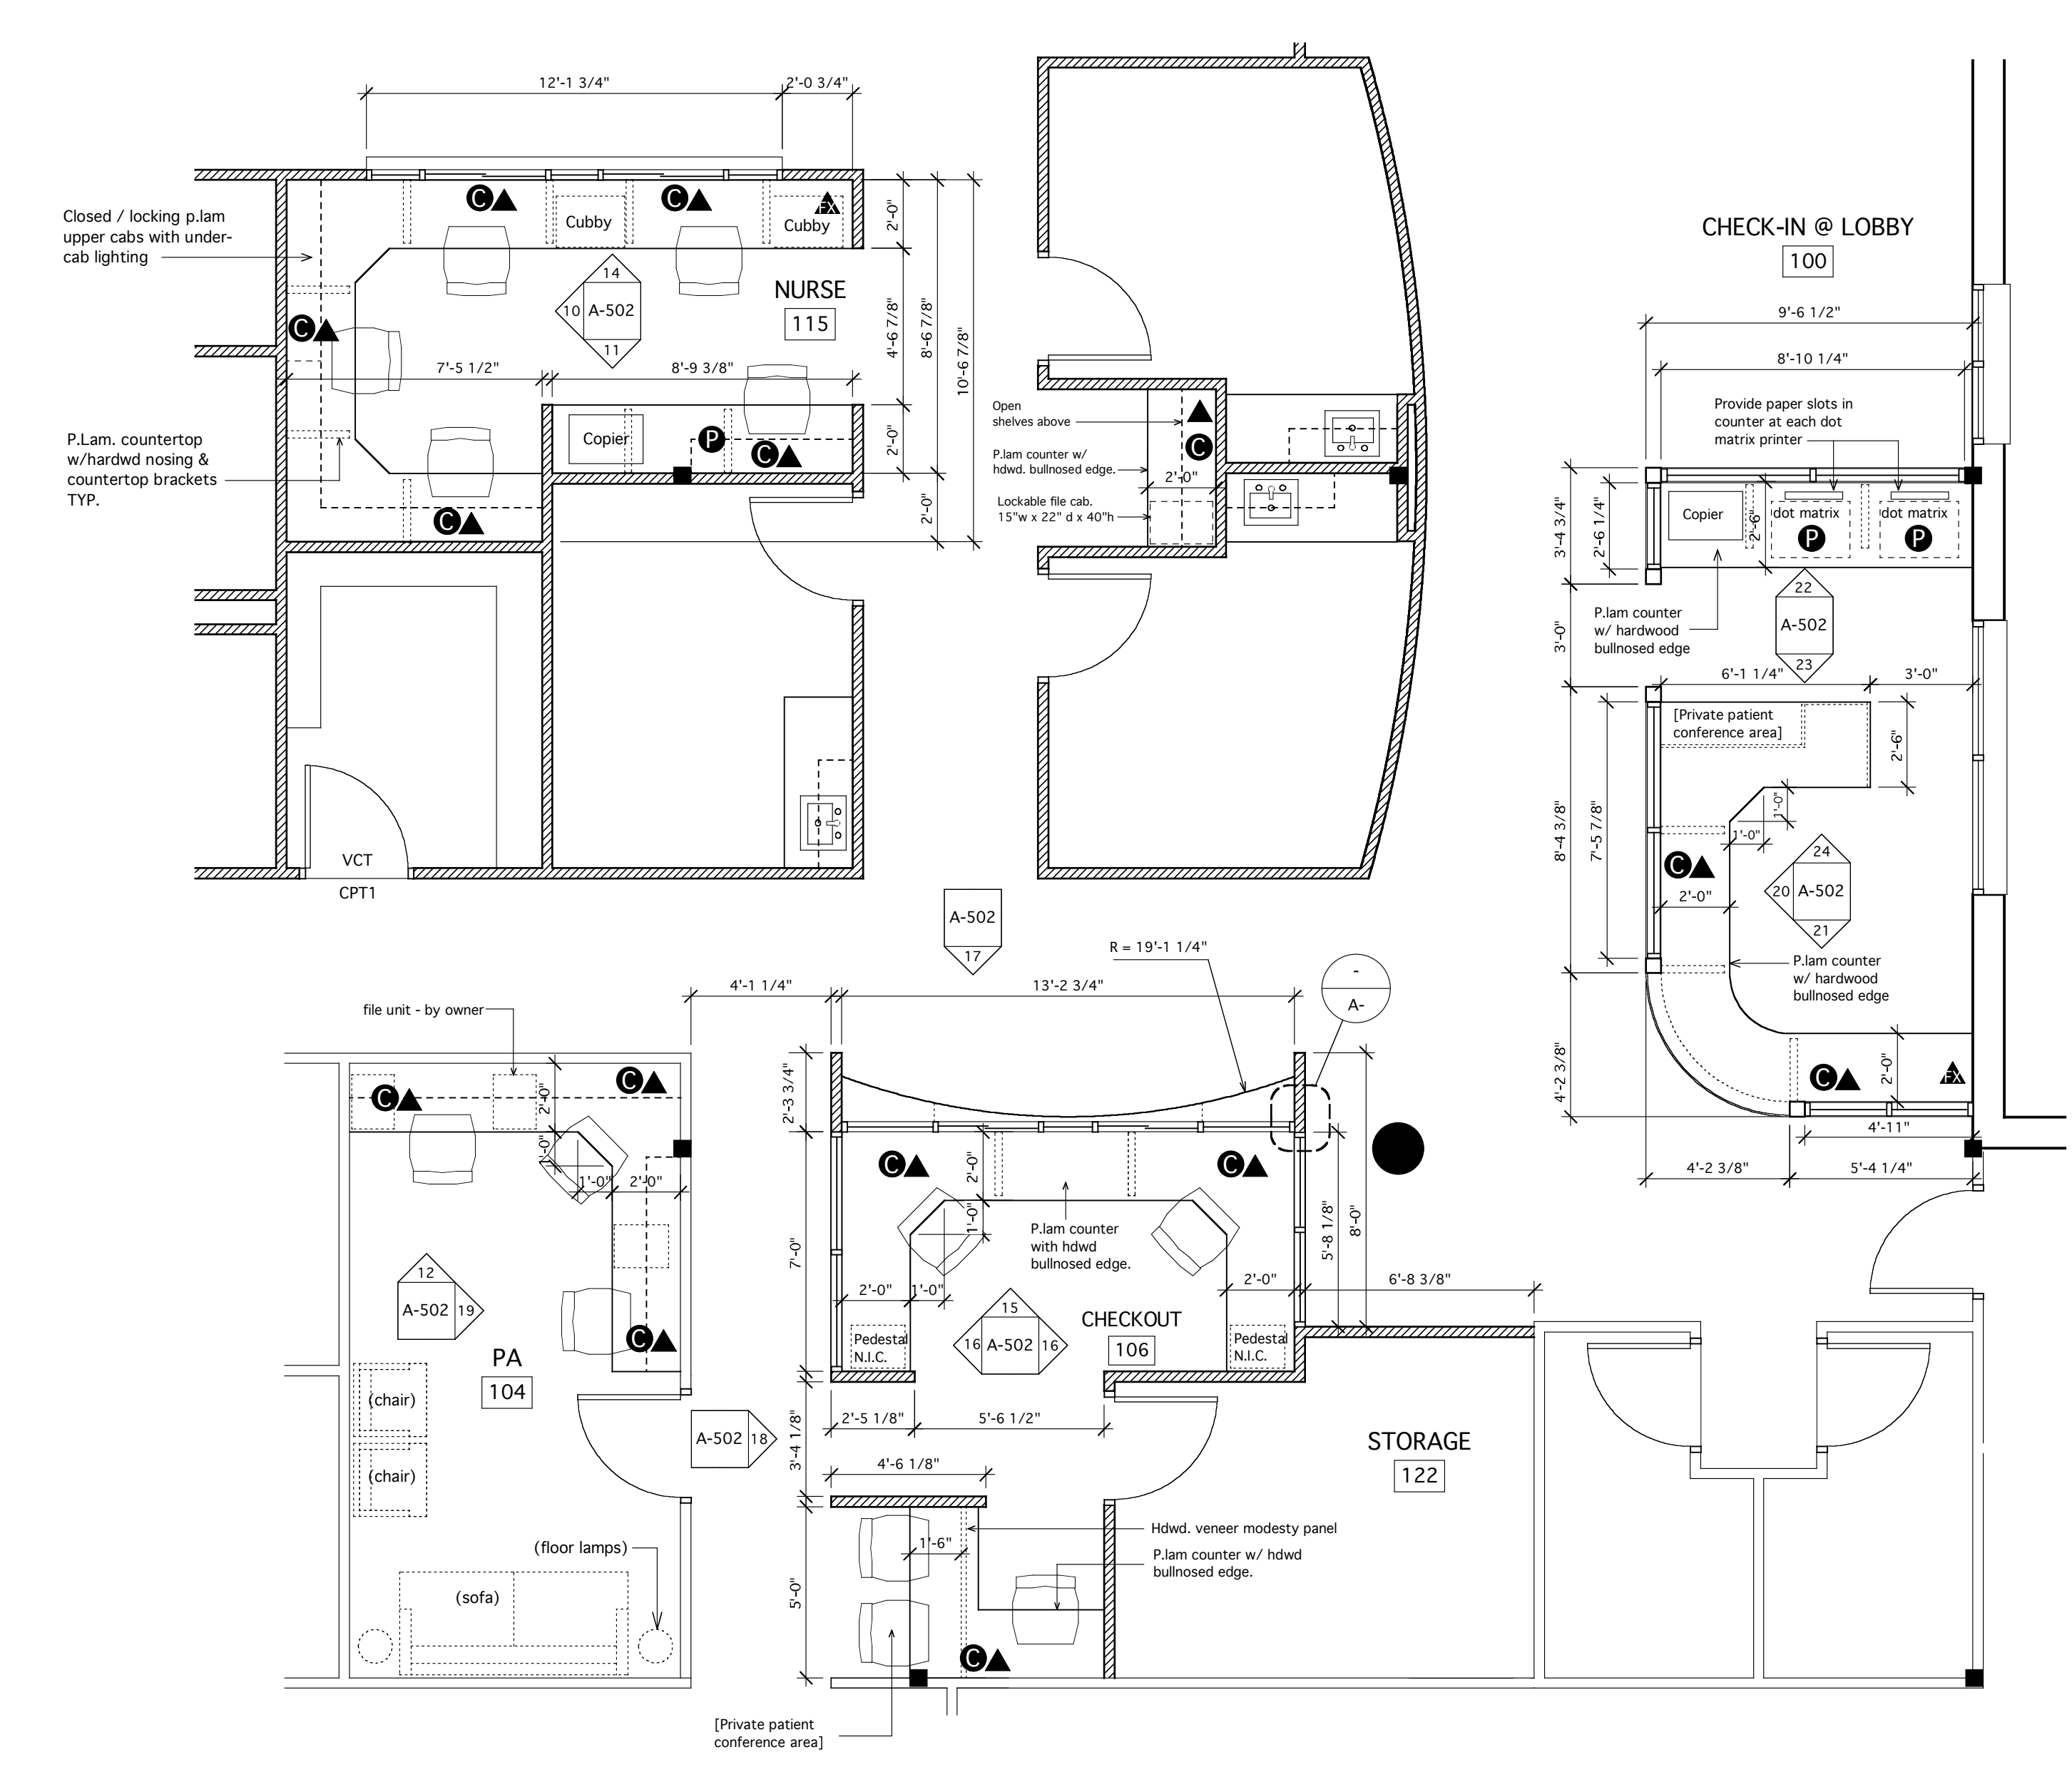 12'-1 3/4"
2'-0 3/4"
Closed / locking p.lam
upper cabs with under-
cab lighting
C
Cubby
C
FX
Cubby
2'-0"
14
10 A-502
11
NURSE
115
4'-6 7/8"
8'-6 7/8"
10'-6 7/8"
C
7'-5 1/2"
8'-9 3/8"
P.Lam. countertop
w/hardwd nosing &
countertop brackets
TYP.
Copier
P
C
2'-0"
C
2'-0"
VCT
CPT1
Open
shelves above
P.lam counter w/
hdwd. bullnosed edge.
C
2'-0"
Lockable file cab.
15"w x 22" d x 40"h
CHECK-IN @ LOBBY
100
9'-6 1/2"
8'-10 1/4"
Provide paper slots in
counter at each dot
matrix printer
3'-4 3/4"
2'-6 1/4"
Copier
2'-6"
dot matrix
P
dot matrix
P
P.lam counter
w/ hardwood
bullnosed edge
22
A-502
23
3'-0"
6'-1 1/4"
3'-0"
[Private patient
conference area]
2'-6"
1'-0"
1'-0"
8'-4 3/8"
7'-5 7/8"
C
2'-0"
24
20 A-502
21
P.lam counter
w/ hardwood
bullnosed edge
4'-2 3/8"
C
2'-0"
FX
4'-11"
4'-2 3/8"
5'-4 1/4"
A-502
17
R = 19'-1 1/4"
-
A-
4'-1 1/4"
13'-2 3/4"
file unit - by owner
C
2'-0"
C
1'-0"
1'-0"
2'-0"
12
A-502 19
C
PA
104
(chair)
(chair)
A-502 18
(floor lamps)
(sofa)
2'-3 3/4"
C
2'-0"
C
1'-0"
P.lam counter
with hdwd
bullnosed edge.
7'-0"
5'-8 1/8"
8'-0"
2'-0"
1'-0"
2'-0"
6'-8 3/8"
15
16 A-502 16
CHECKOUT
106
Pedestal
N.I.C.
Pedestal
N.I.C.
2'-5 1/8"
5'-6 1/2"
3'-4 1/8"
4'-6 1/8"
STORAGE
122
1'-6"
Hdwd. veneer modesty panel
P.lam counter w/ hdwd
bullnosed edge.
5'-0"
C
[Private patient
conference area]